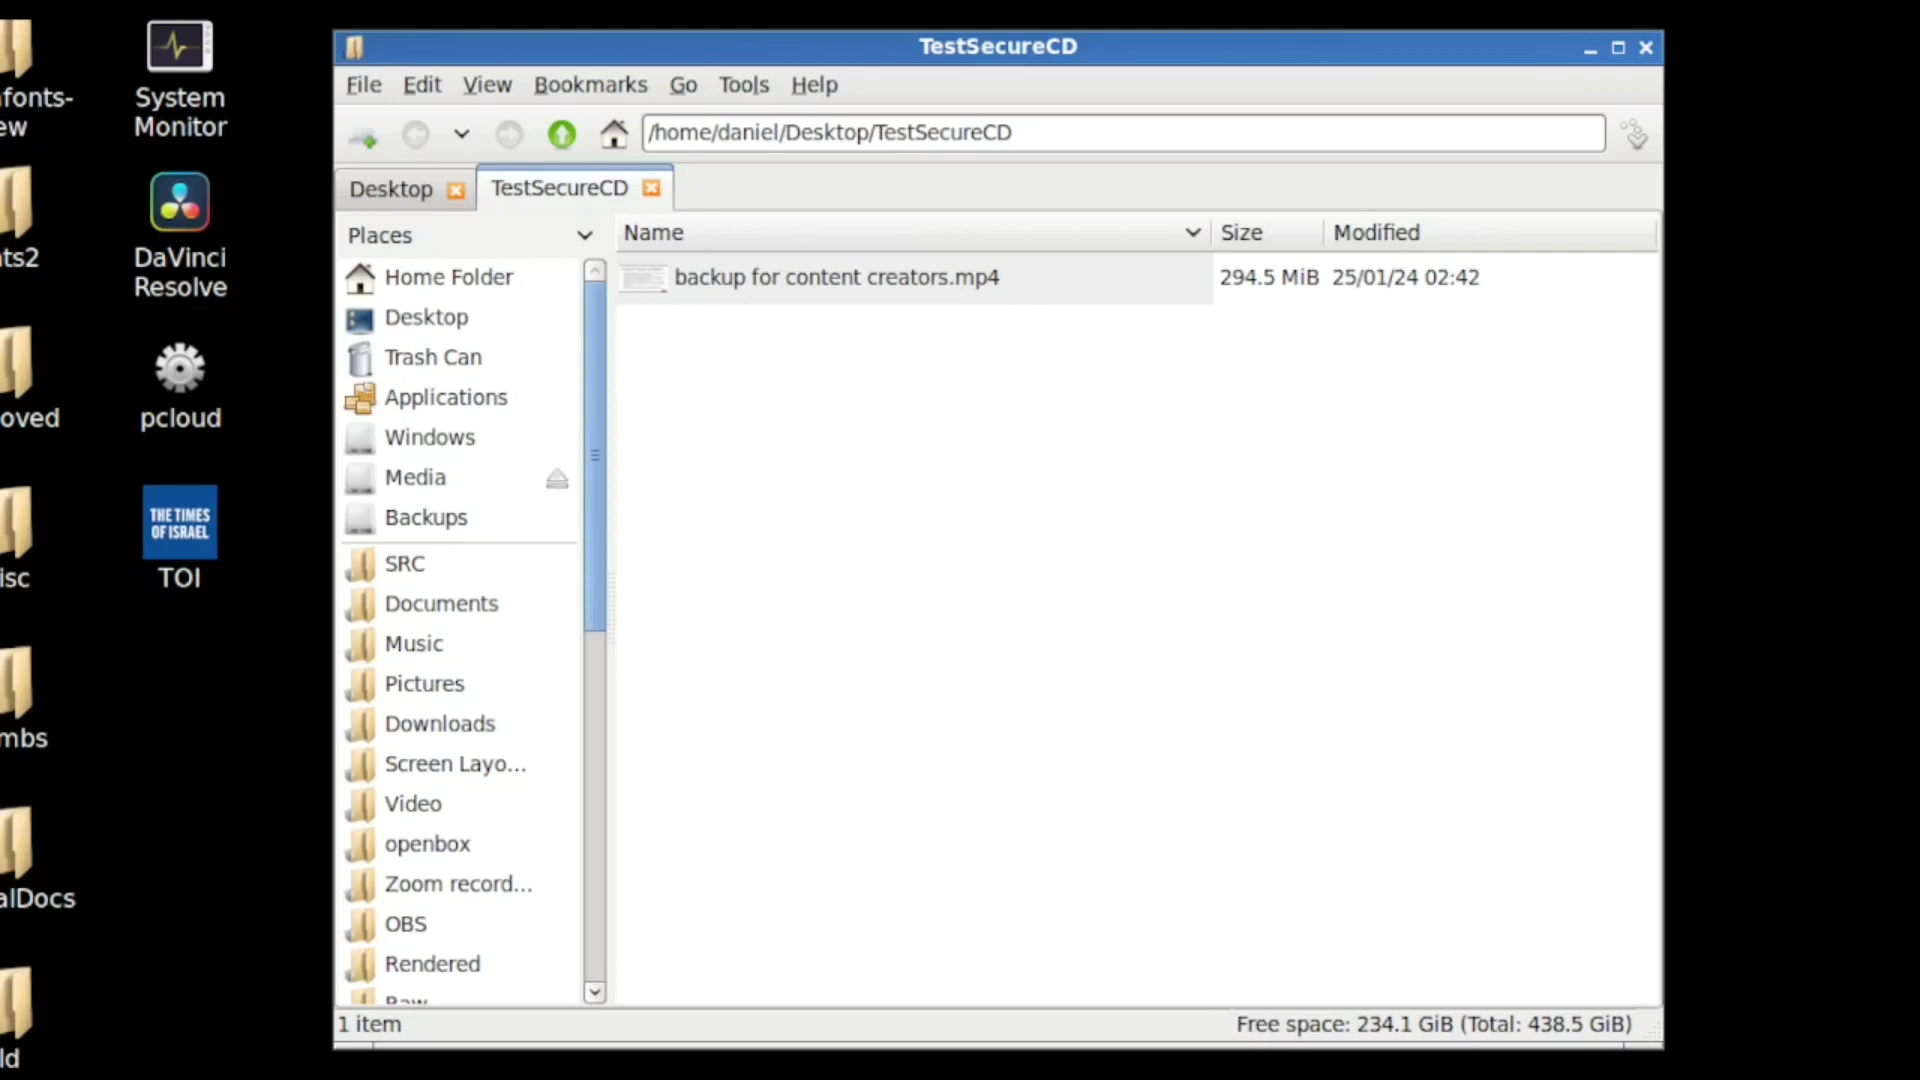 fonts-
ew
System
Monitor
ts2
DaVinci
Resolve
oved
pcloud
isc
THE TIMES
OF ISRAEL
TOI
mbs
alDocs
ld
TestSecureCD
File Edit View Bookmarks Go Tools Help
/home/daniel/Desktop/TestSecureCD
Desktop TestSecureCD
Places
Name Size Modified
Home Folder
Desktop
Trash Can
Applications
Windows
Media
Backups
SRC
Documents
Music
Pictures
Downloads
Screen Layo...
Video
openbox
Zoom record...
OBS
Rendered
Raw
backup for content creators.mp4 294.5 MiB 25/01/24 02:42
1 item
Free space: 234.1 GiB (Total: 438.5 GiB)